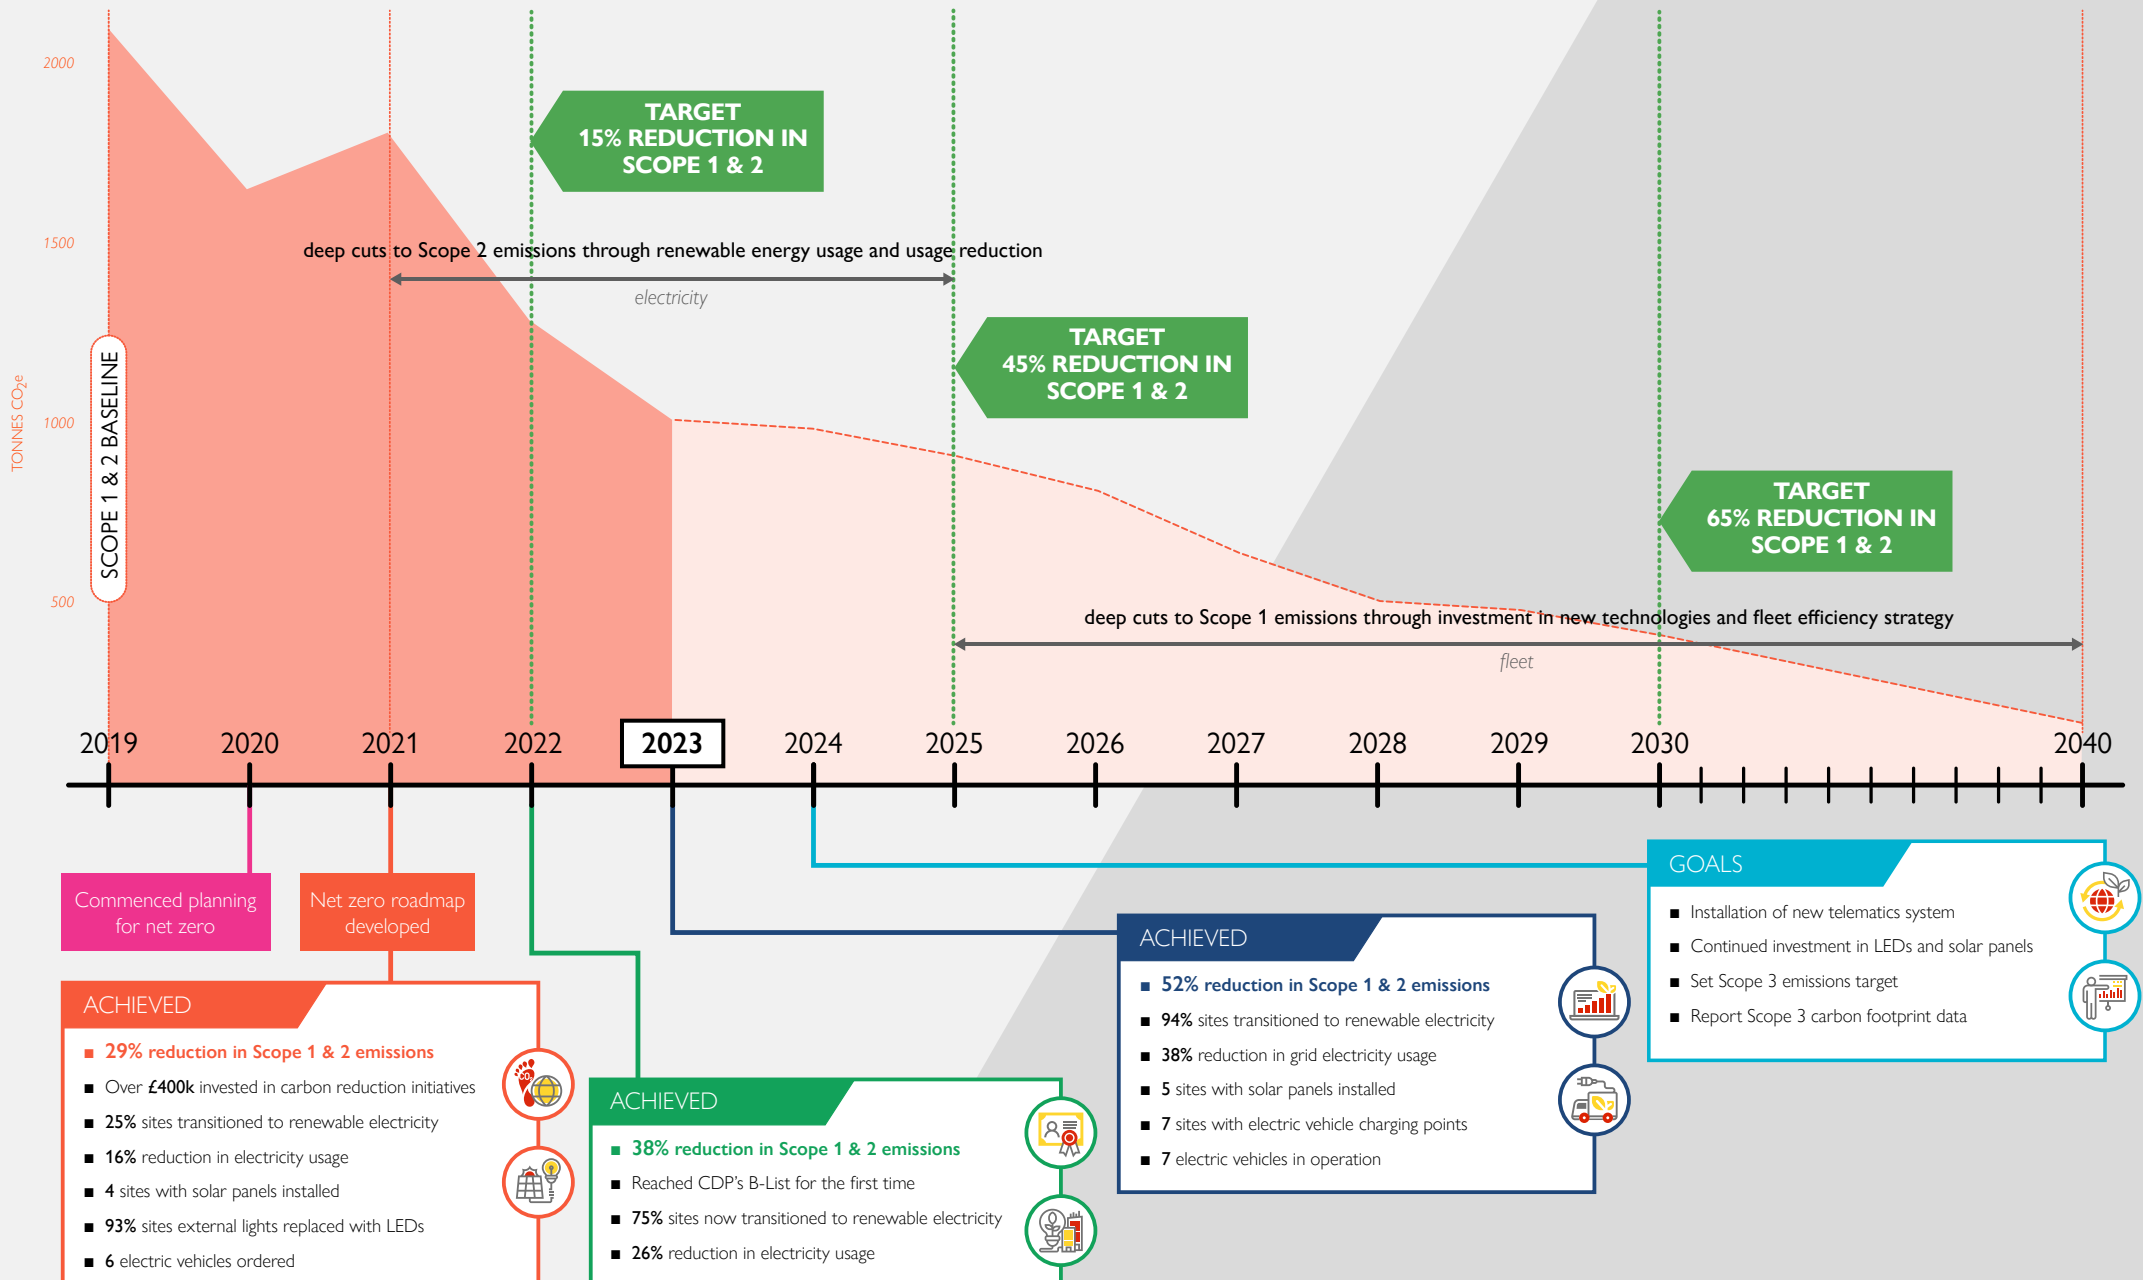 2000
1500
1000
500
TONNES CO2e
SCOPE 1 & 2 BASELINE
TARGET
15% REDUCTION IN
SCOPE 1 & 2
deep cuts to Scope 2 emissions through renewable energy usage and usage reduction
electricity
TARGET
45% REDUCTION IN
SCOPE 1 & 2
TARGET
65% REDUCTION IN
SCOPE 1 & 2
deep cuts to Scope 1 emissions through investment in new technologies and fleet efficiency strategy
fleet
2019 2020 2021 2022 2023 2024 2025 2026 2027 2028 2029 2030 2040
Commenced planning
for net zero
Net zero roadmap
developed
ACHIEVED
■ 29% reduction in Scope 1 & 2 emissions
■ Over £400k invested in carbon reduction initiatives
■ 25% sites transitioned to renewable electricity
■ 16% reduction in electricity usage
■ 4 sites with solar panels installed
■ 93% sites external lights replaced with LEDs
■ 6 electric vehicles ordered
CO2
ACHIEVED
■ 38% reduction in Scope 1 & 2 emissions
■ Reached CDP's B-List for the first time
■ 75% sites now transitioned to renewable electricity
■ 26% reduction in electricity usage
ACHIEVED
■ 52% reduction in Scope 1 & 2 emissions
■ 94% sites transitioned to renewable electricity
■ 38% reduction in grid electricity usage
■ 5 sites with solar panels installed
■ 7 sites with electric vehicle charging points
■ 7 electric vehicles in operation
GOALS
■ Installation of new telematics system
■ Continued investment in LEDs and solar panels
■ Set Scope 3 emissions target
■ Report Scope 3 carbon footprint data